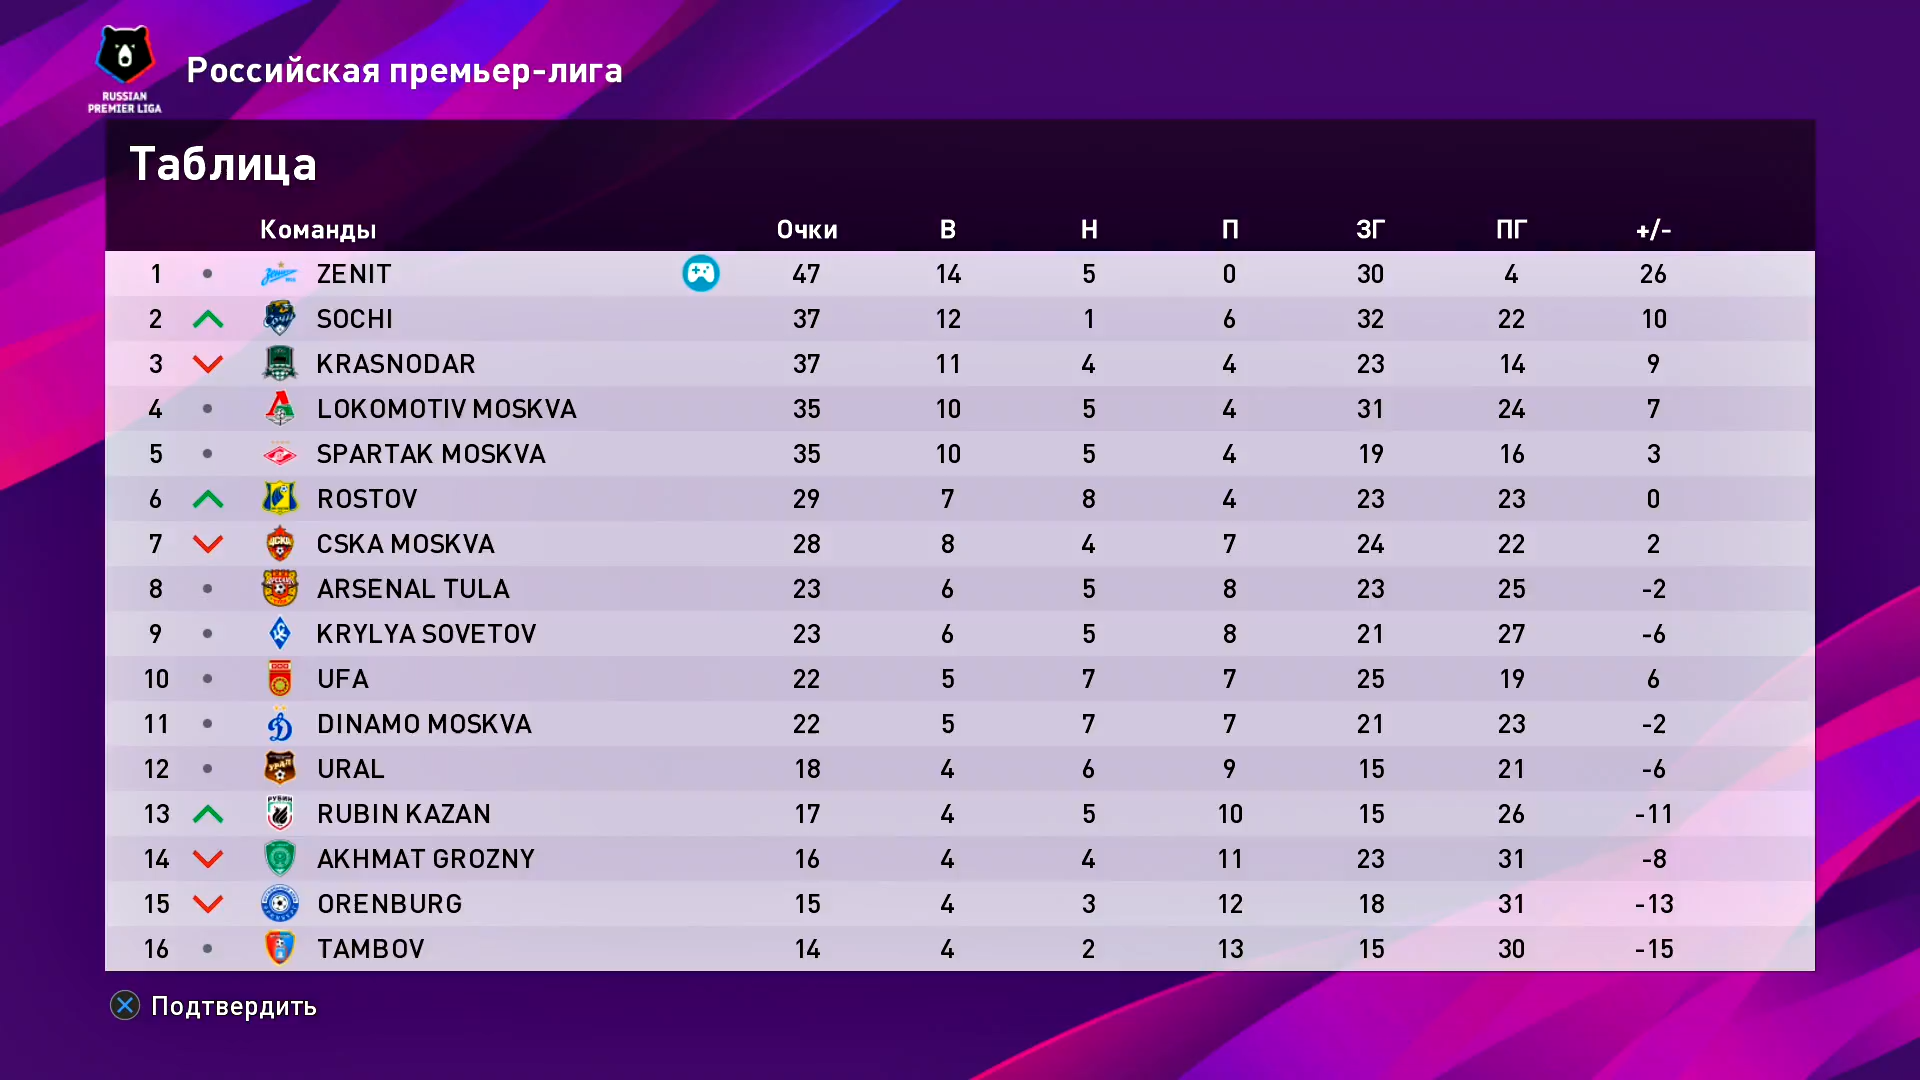 RUSSIAN
PREMIER LIGA
Российская премьер-лига
Таблица
Команды Очки В Н П ЗГ ПГ +/-
1 ZENIT 47 14 5 0 30 4 26
2 SOCHI 37 12 1 6 32 22 10
3 KRASNODAR 37 11 4 4 23 14 9
4 LOKOMOTIV MOSKVA 35 10 5 4 31 24 7
5 SPARTAK MOSKVA 35 10 5 4 19 16 3
6 ROSTOV 29 7 8 4 23 23 0
7 CSKA MOSKVA 28 8 4 7 24 22 2
8 ARSENAL TULA 23 6 5 8 23 25 -2
9 KRYLYA SOVETOV 23 6 5 8 21 27 -6
10 UFA 22 5 7 7 25 19 6
11 DINAMO MOSKVA 22 5 7 7 21 23 -2
12 URAL 18 4 6 9 15 21 -6
13 RUBIN KAZAN 17 4 5 10 15 26 -11
14 AKHMAT GROZNY 16 4 4 11 23 31 -8
15 ORENBURG 15 4 3 12 18 31 -13
16 TAMBOV 14 4 2 13 15 30 -15
Подтвердить